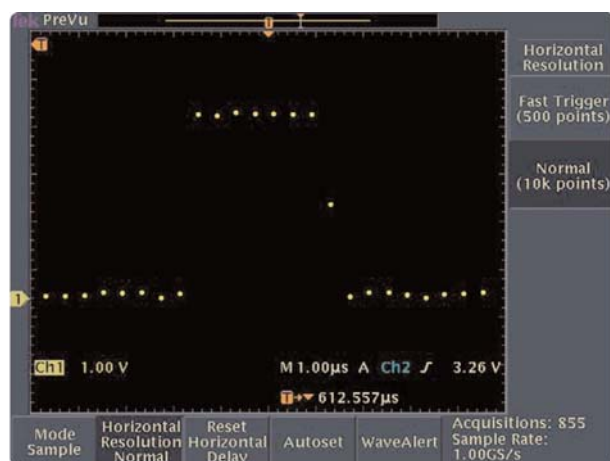 Tek PreVu
T
T
Horizontal
Resolution
Fast Trigger
(500 points)
Normal
(10k points)
1
Ch1 1.00 V M 1.00µs A Ch2 3.26 V
T 612.557µs
Mode
Sample
Horizontal
Resolution
Normal
Reset
Horizontal
Delay
Autoset
WaveAlert
Acquisitions: 855
Sample Rate:
1.00GS/s